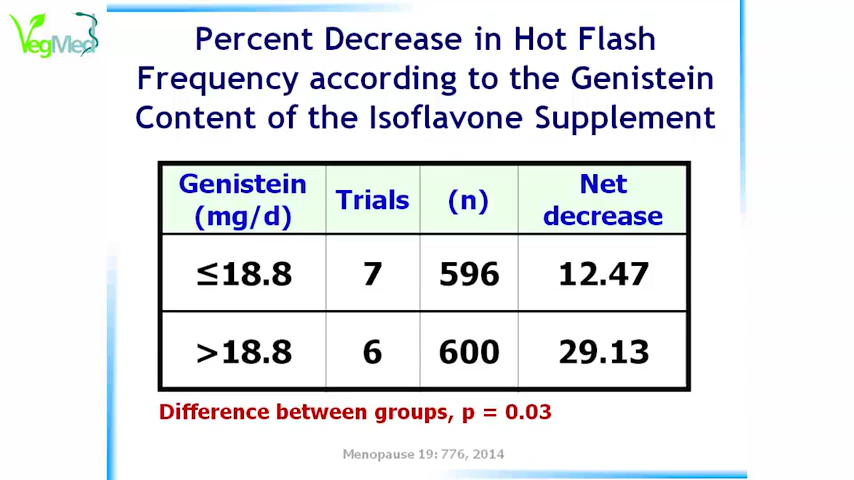 VegMed
Percent Decrease in Hot Flash
Frequency according to the Genistein
Content of the Isoflavone Supplement
Genistein (mg/d) Trials (n) Net decrease
≤18.8 7 596 12.47
>18.8 6 600 29.13
Difference between groups, p = 0.03
Menopause 19: 776, 2014